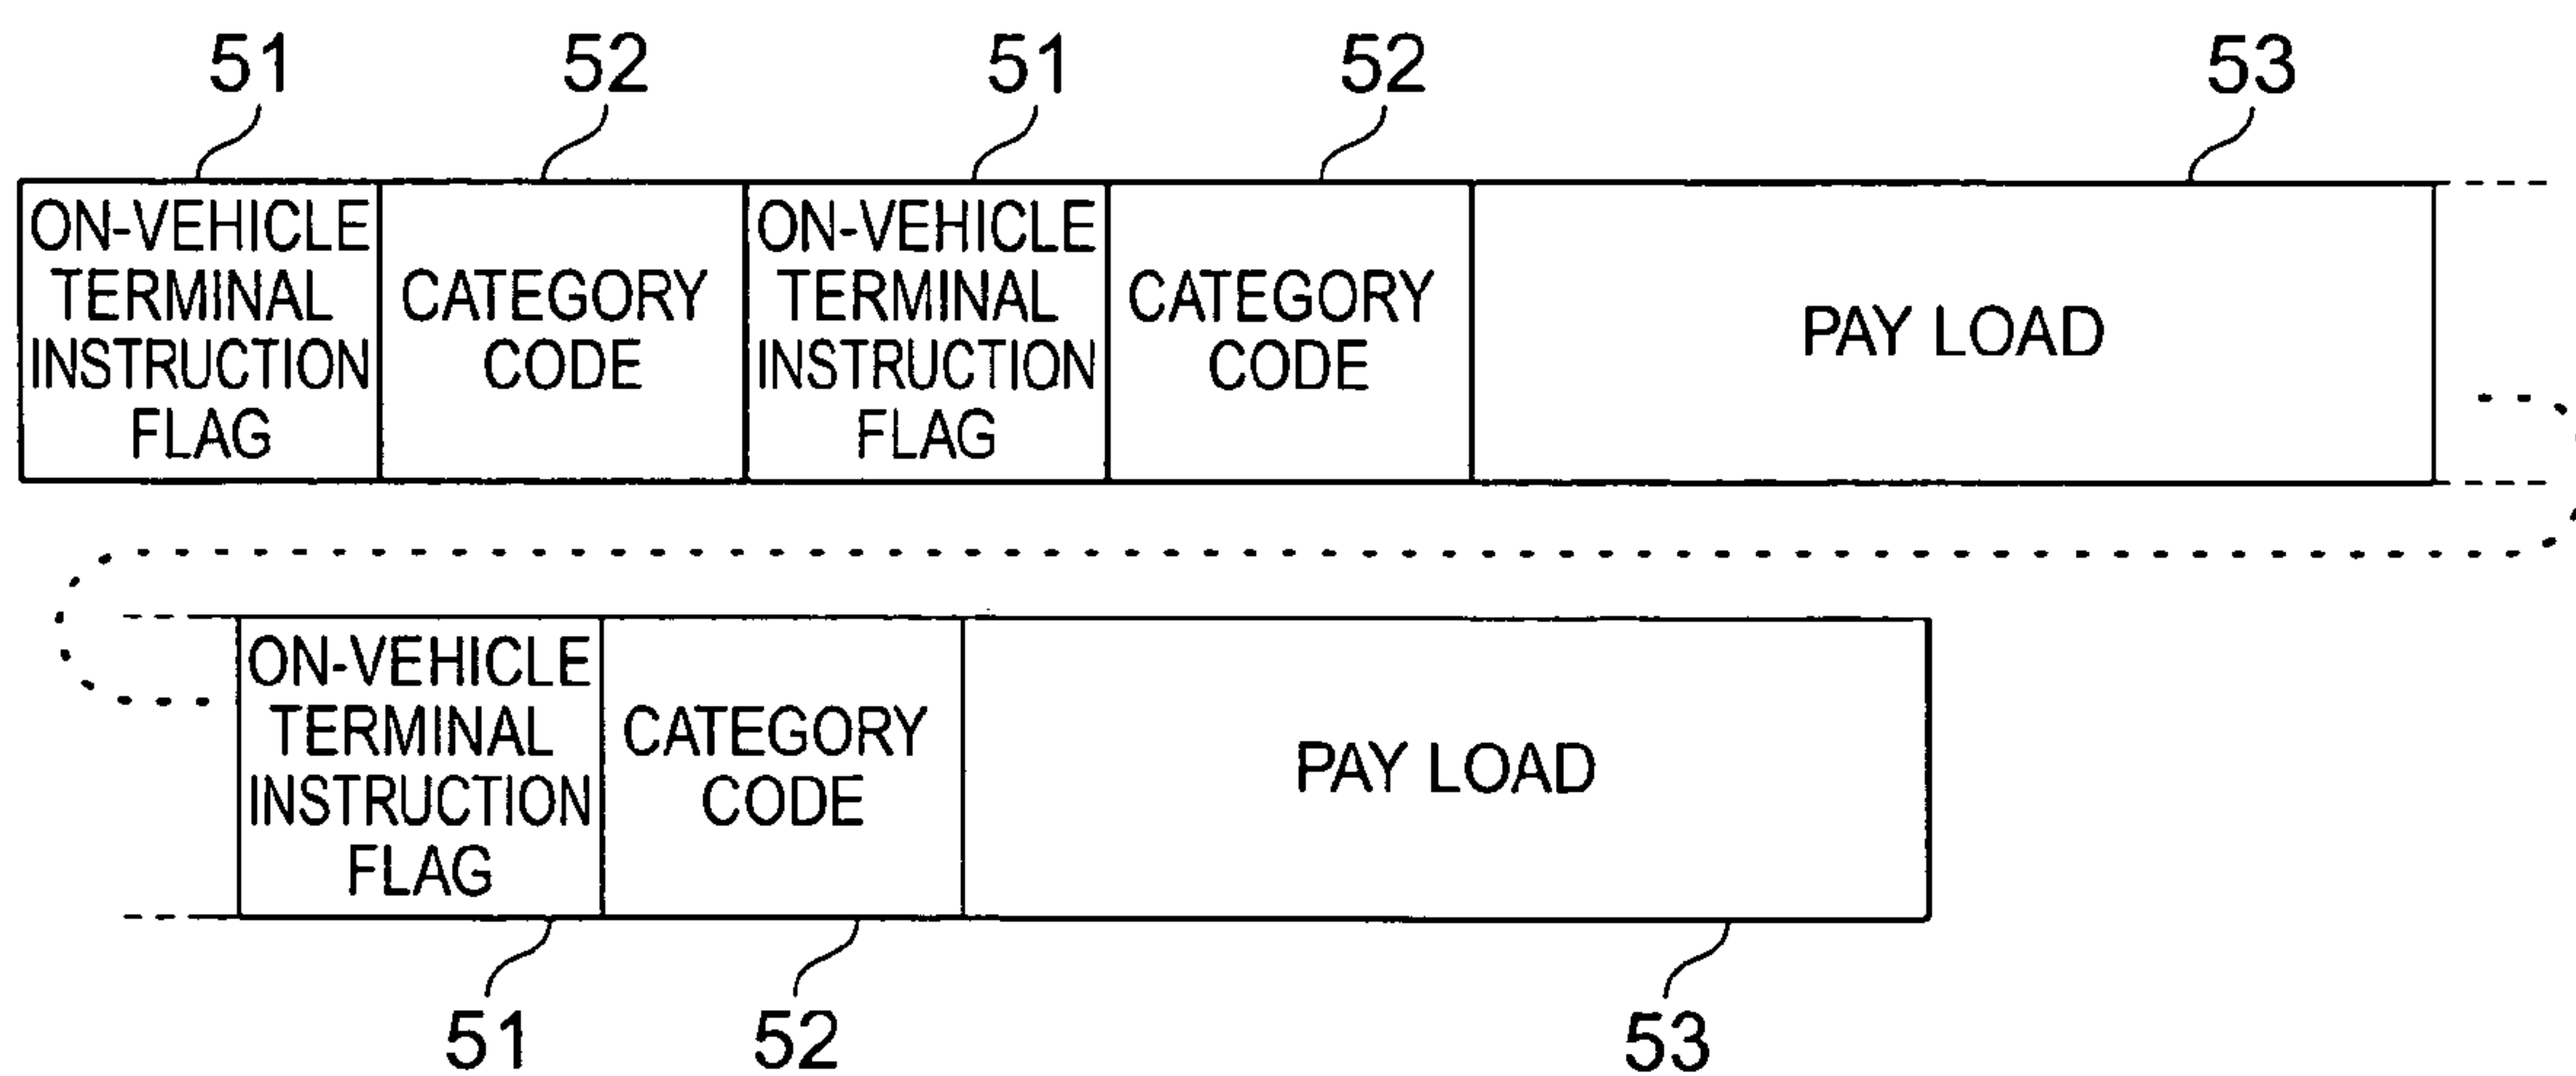 51 52 51 52 53
ON-VEHICLE TERMINAL INSTRUCTION FLAG
CATEGORY CODE
ON-VEHICLE TERMINAL INSTRUCTION FLAG
CATEGORY CODE
PAY LOAD
ON-VEHICLE TERMINAL INSTRUCTION FLAG
CATEGORY CODE
PAY LOAD
51 52 53